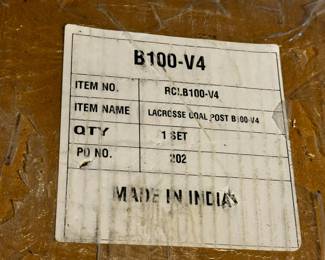 B100-V4
ITEM NO. RCLB100-V4
ITEM NAME LACROSSE GOAL POST B100-V4
QTY 1 SET
PO NO. 202
MADE IN INDIA